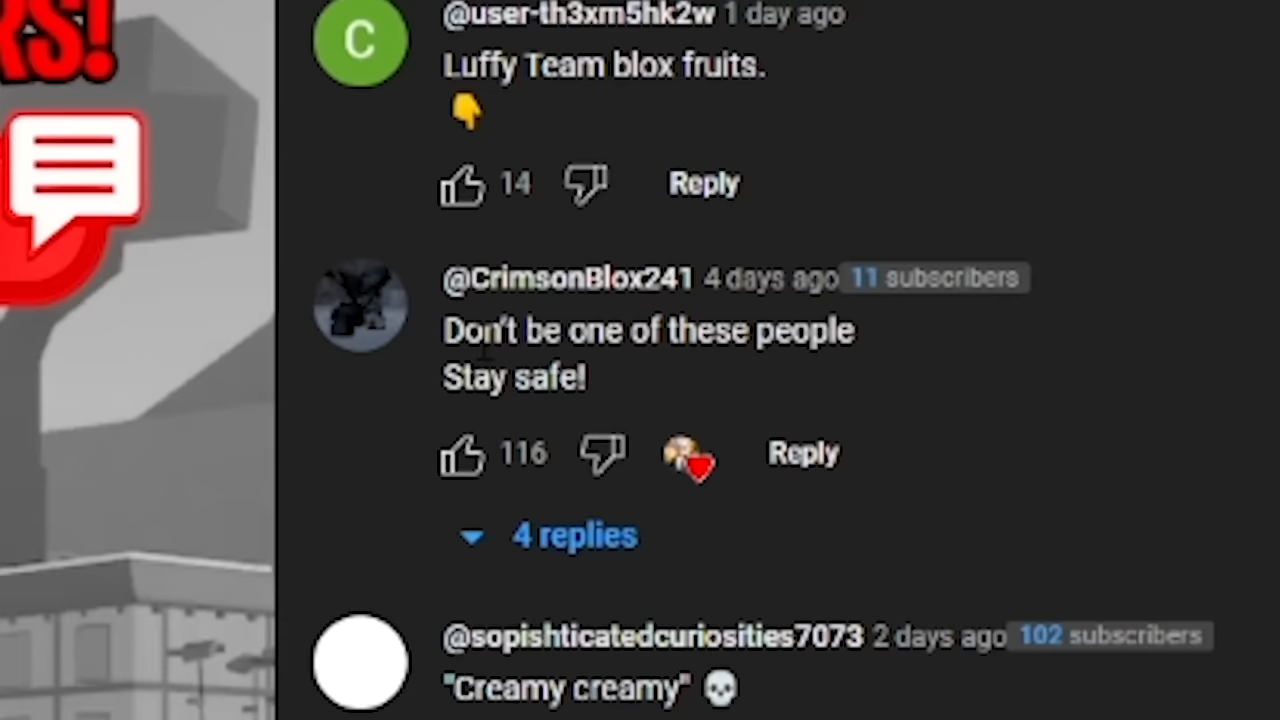 RS!
C
@user-th3xm5hk2w 1 day ago
Luffy Team blox fruits.
👇
14 Reply
@CrimsonBlox241 4 days ago 11 subscribers
Don't be one of these people
Stay safe!
116 Reply
4 replies
@sopishticatedcuriosities7073 2 days ago 102 subscribers
"Creamy creamy" 💀